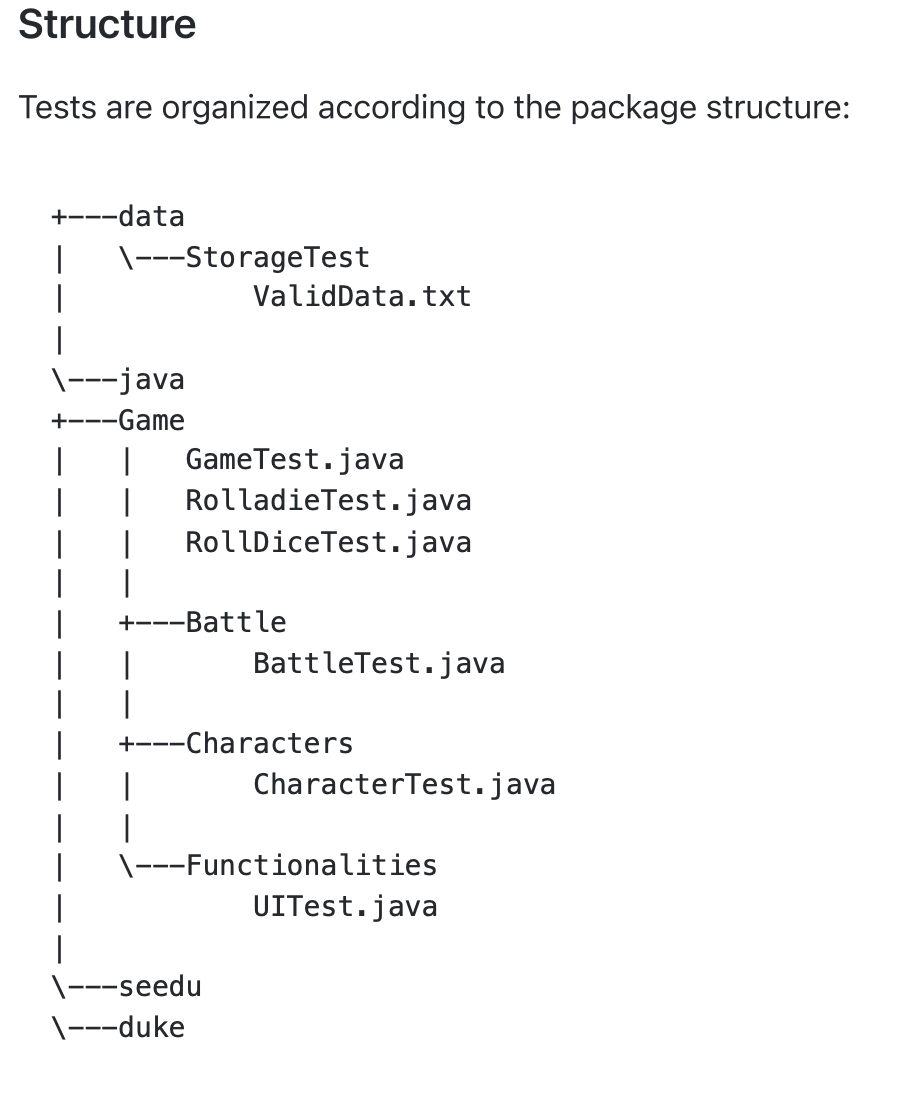 Structure
Tests are organized according to the package structure:
+---data
|   \---StorageTest
|           ValidData.txt
|
\---java
+---Game
|   |   GameTest.java
|   |   RolladieTest.java
|   |   RollDiceTest.java
|   |
|   +---Battle
|   |       BattleTest.java
|   |
|   +---Characters
|   |       CharacterTest.java
|   |
|   \---Functionalities
|           UITest.java
|
\---seedu
\---duke